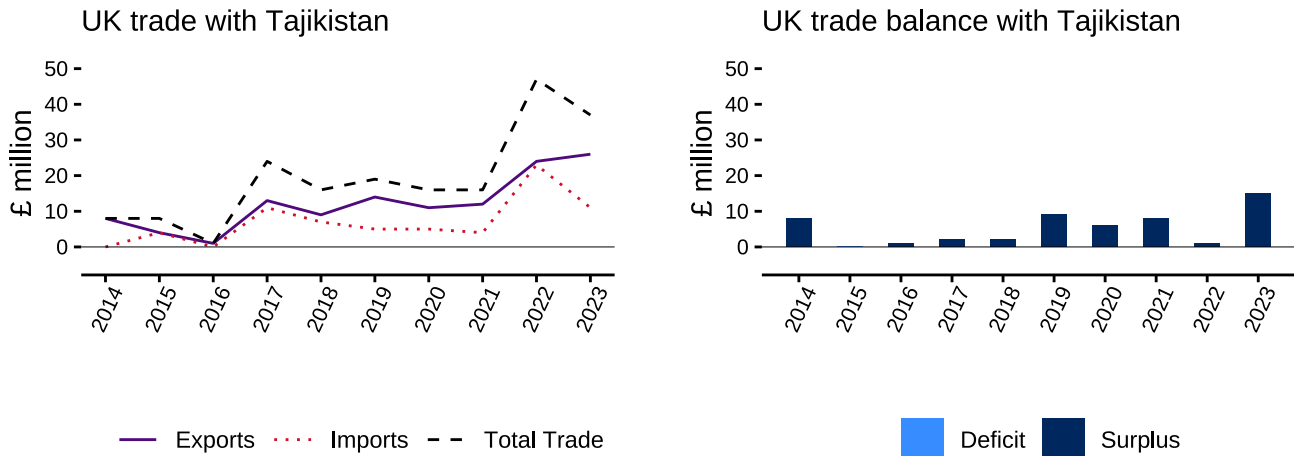 UK trade with Tajikistan
£ million
50
40
30
20
10
0
2014 2015 2016 2017 2018 2019 2020 2021 2022 2023
Exports Imports Total Trade
UK trade balance with Tajikistan
£ million
50
40
30
20
10
0
2014 2015 2016 2017 2018 2019 2020 2021 2022 2023
Deficit Surplus